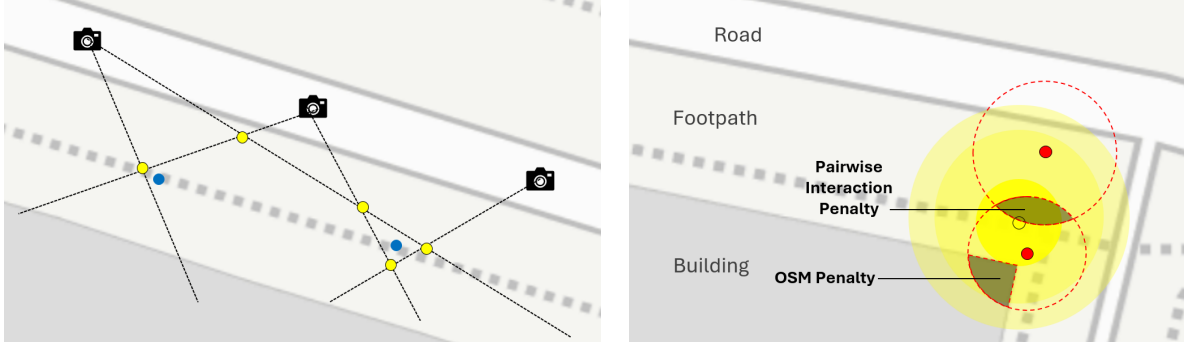 Road
Footpath
Pairwise
Interaction
Penalty
Building
OSM Penalty